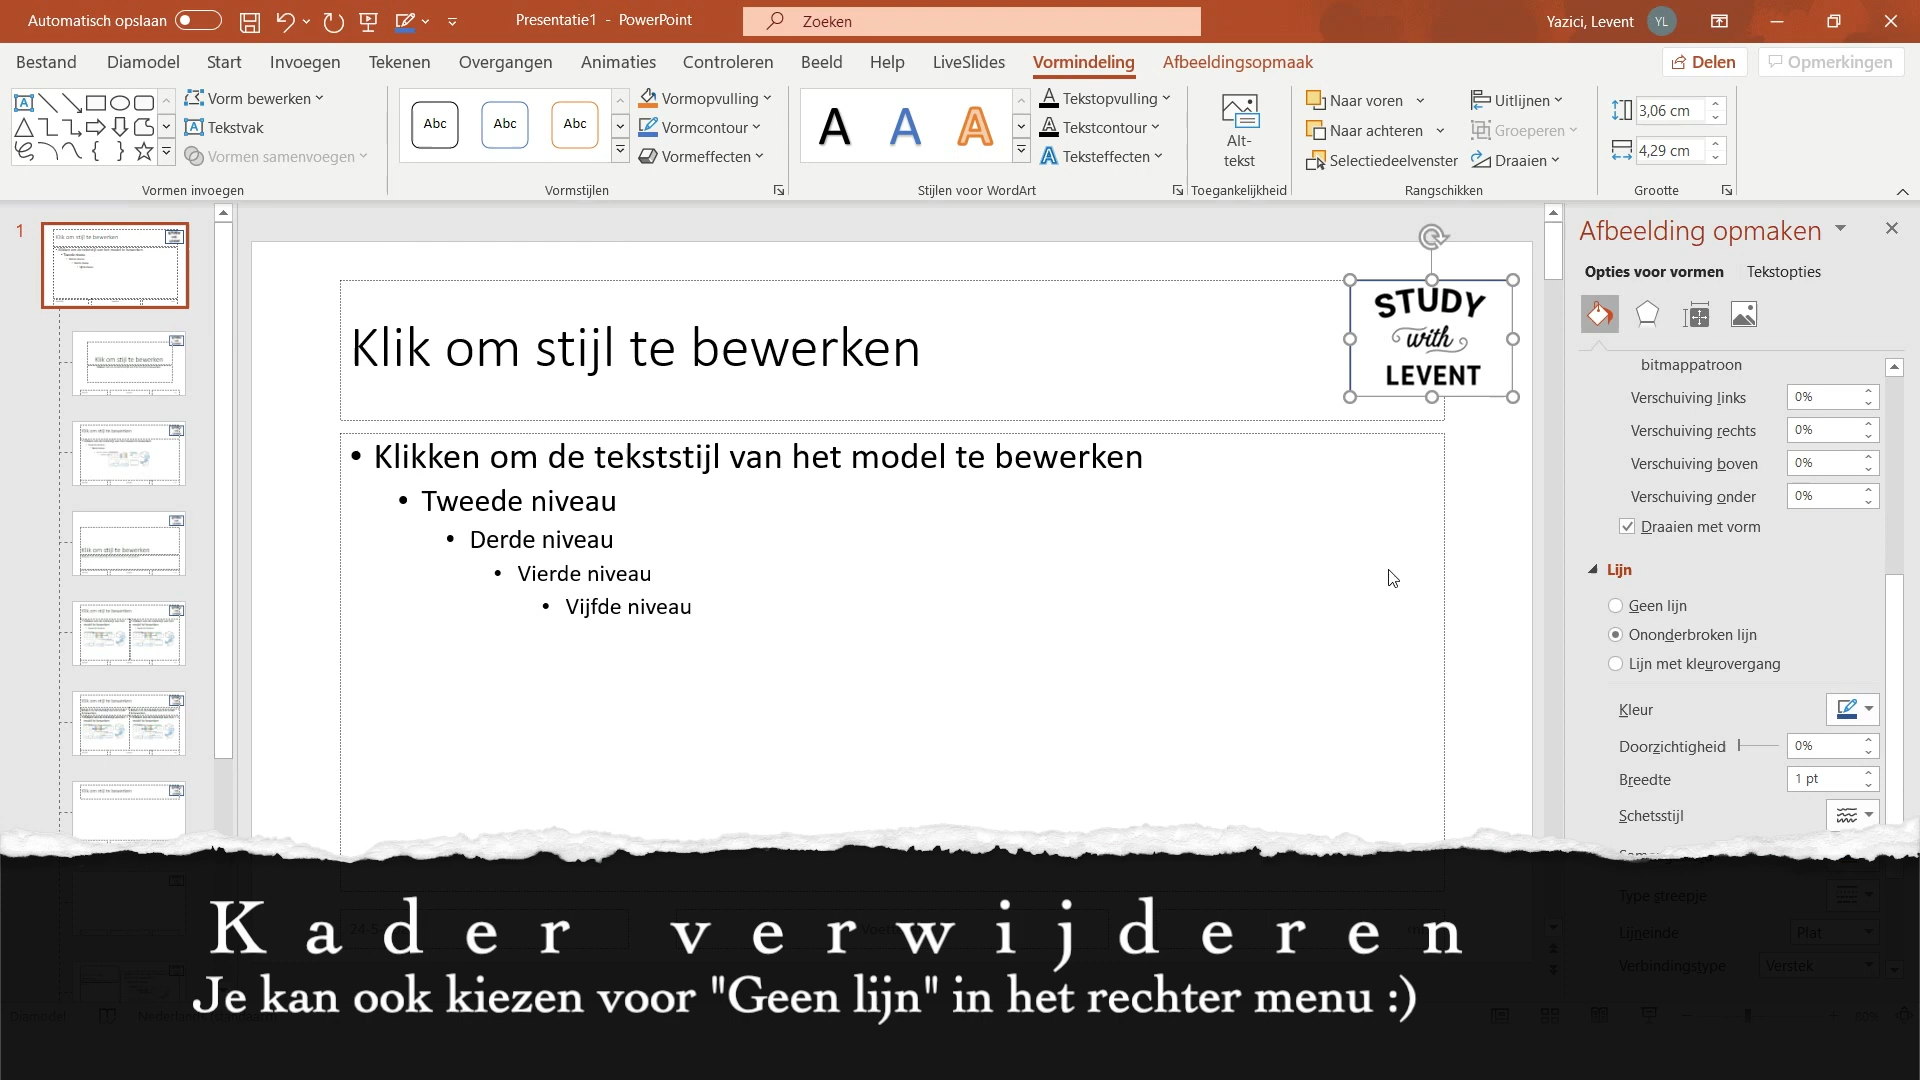 Automatisch opslaan
Presentatie1 - PowerPoint
Zoeken
Yazici, Levent
YL
Bestand Diamodel Start Invoegen Tekenen Overgangen Animaties Controleren Beeld Help LiveSlides Vormindeling Afbeeldingsopmaak
Delen
Opmerkingen
Vorm bewerken
Tekstvak
Vormen samenvoegen
Vormen invoegen
Abc Abc Abc
Vormopvulling
Vormcontour
Vormeffecten
Vormstijlen
A A A
Tekstopvulling
Tekstcontour
Teksteffecten
Stijlen voor WordArt
Alt-
tekst
Toegankelijkheid
Naar voren
Naar achteren
Selectiedeelvenster
Uitlijnen
Groeperen
Draaien
Rangschikken
3,06 cm
4,29 cm
Grootte
1
Klik om stijl te bewerken
STUDY
with
LEVENT
Klikken om de tekststijl van het model te bewerken
Tweede niveau
Derde niveau
Vierde niveau
Vijfde niveau
Afbeelding opmaken
Opties voor vormen Tekstopties
bitmappatroon
Verschuiving links 0%
Verschuiving rechts 0%
Verschuiving boven 0%
Verschuiving onder 0%
Draaien met vorm
Lijn
Geen lijn
Ononderbroken lijn
Lijn met kleurovergang
Kleur
Doorzichtigheid 0%
Breedte 1 pt
Schetsstijl
Type streepje
Lijneinde Plat
Verbindingstype Verstek
Kader verwijderen
Je kan ook kiezen voor "Geen lijn" in het rechter menu :)
Diamodel